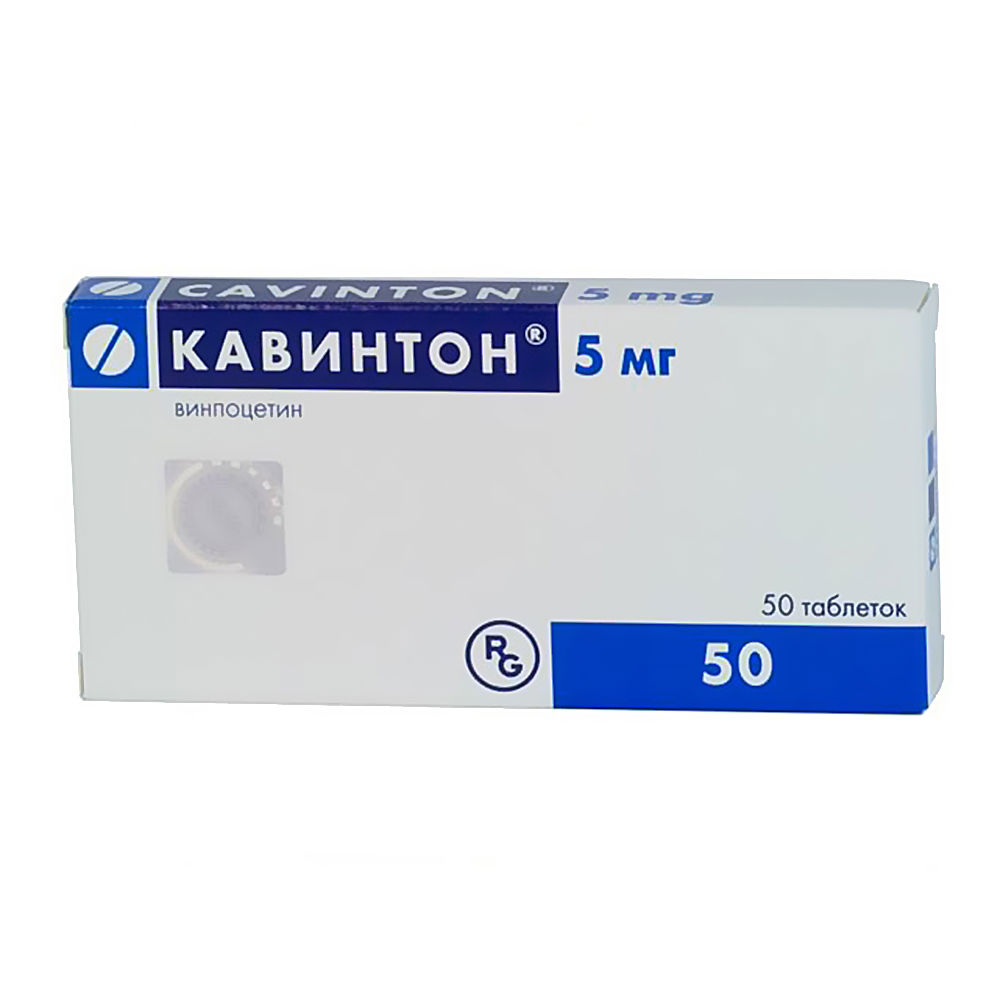 CAVINTON® 5 mg
КАВИНТОН® 5 мг
винпоцетин
50 таблеток
RG
50